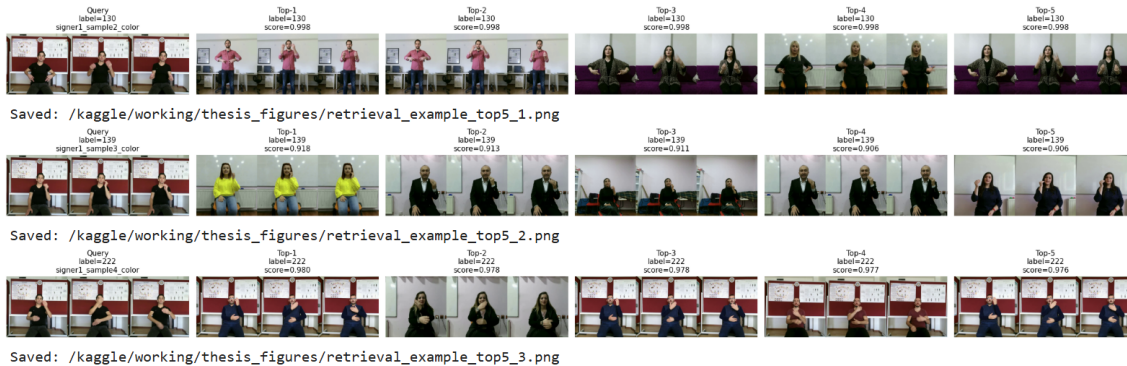 Query Top-1 Top-2 Top-3 Top-4 Top-5
label=130 label=130 label=130 label=130 label=130 label=130
signer1_sample2_color score=0.998 score=0.998 score=0.998 score=0.998 score=0.998
Saved: /kaggle/working/thesis_figures/retrieval_example_top5_1.png
Query Top-1 Top-2 Top-3 Top-4 Top-5
label=139 label=139 label=139 label=139 label=139 label=139
signer1_sample3_color score=0.918 score=0.913 score=0.911 score=0.906 score=0.906
Saved: /kaggle/working/thesis_figures/retrieval_example_top5_2.png
Query Top-1 Top-2 Top-3 Top-4 Top-5
label=222 label=222 label=222 label=222 label=222 label=222
signer1_sample4_color score=0.980 score=0.978 score=0.978 score=0.977 score=0.976
Saved: /kaggle/working/thesis_figures/retrieval_example_top5_3.png